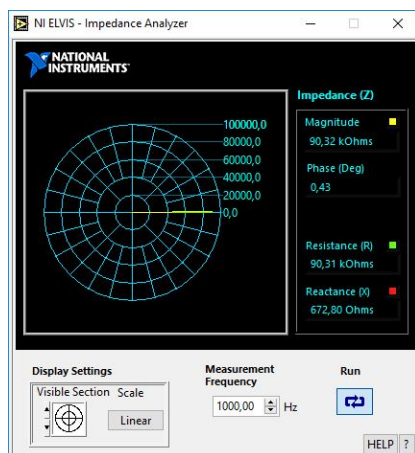 NI ELVIS - Impedance Analyzer
NATIONAL
INSTRUMENTS
100000,0
80000,0
60000,0
40000,0
20000,0
0,0
Impedance (Z)
Magnitude
90,32 kOhms
Phase (Deg)
0,43
Resistance (R)
90,31 kOhms
Reactance (X)
672,80 Ohms
Display Settings
Visible Section Scale
Linear
Measurement
Frequency
1000,00 Hz
Run
HELP ?